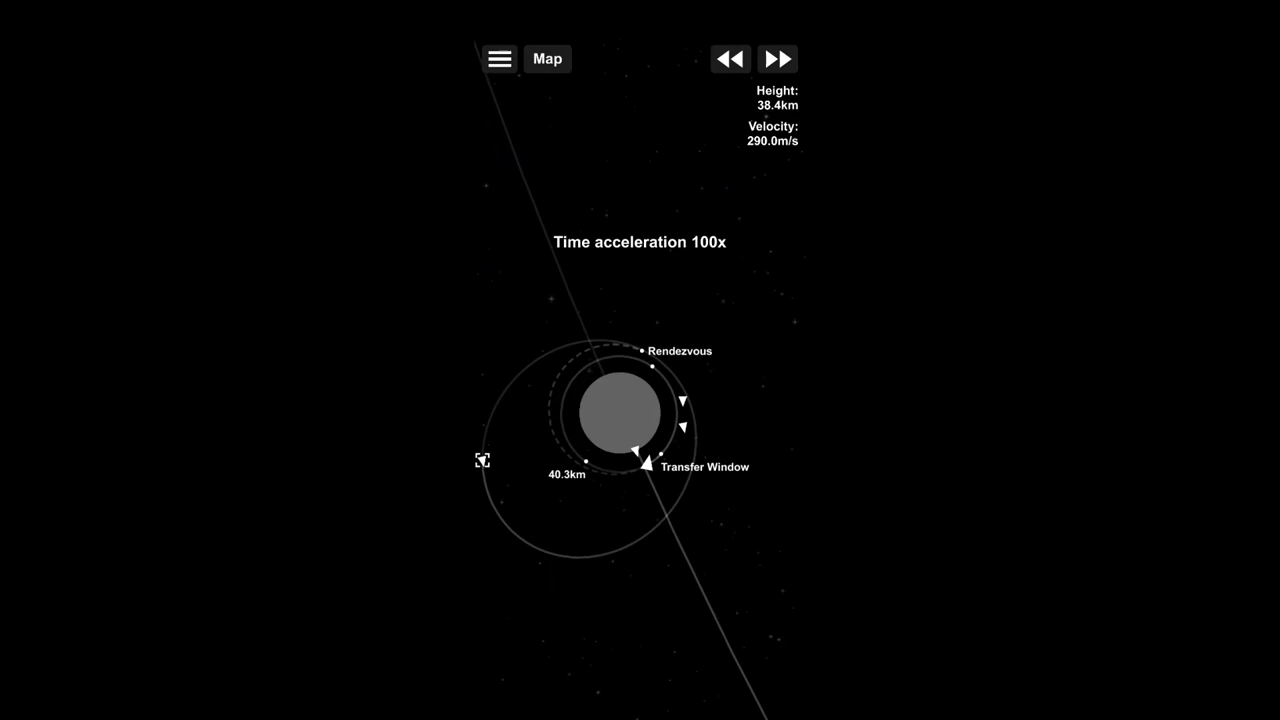 Map
Height:
38.4km
Velocity:
290.0m/s
Time acceleration 100x
Rendezvous
Transfer Window
40.3km